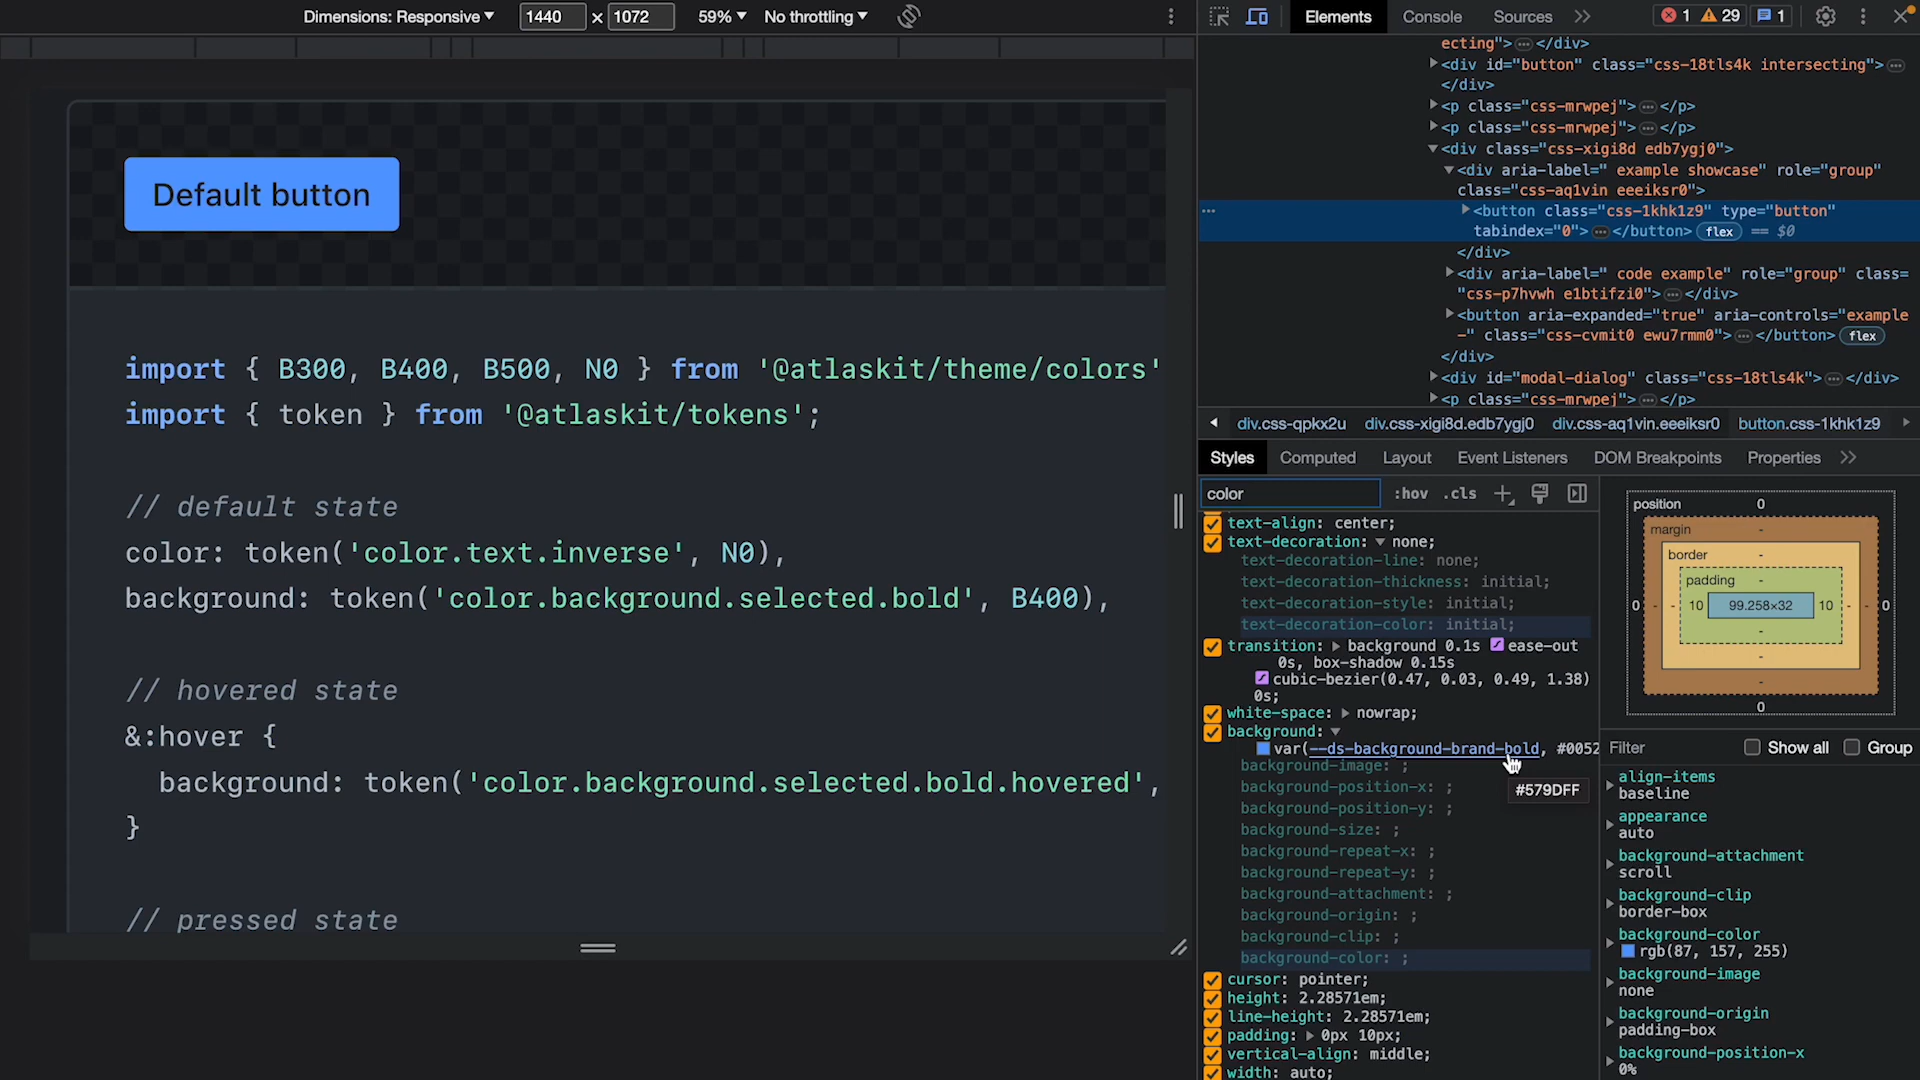 Dimensions: Responsive ▼ 1440 × 1072 59% ▼ No throttling ▼
Default button
import { B300, B400, B500, N0 } from '@atlaskit/theme/colors'
import { token } from '@atlaskit/tokens';
// default state
color: token('color.text.inverse', N0),
background: token('color.background.selected.bold', B400),
// hovered state
&:hover {
background: token('color.background.selected.bold.hovered',
}
// pressed state
Elements Console Sources 1 29 1
ecting">…</div>
<div id="button" class="css-18tls4k intersecting">…
</div>
<p class="css-mrwpej">…</p>
<p class="css-mrwpej">…</p>
<div class="css-xigi8d edb7ygj0">
<div aria-label=" example showcase" role="group"
class="css-aq1vin eeeiksr0">
<button class="css-1khk1z9" type="button"
tabindex="0">…</button> flex == $0
</div>
<div aria-label=" code example" role="group" class=
"css-p7hvwh e1btifzi0">…</div>
<button aria-expanded="true" aria-controls="example
-" class="css-cvmit0 ewu7rmm0">…</button> flex
</div>
<div id="modal-dialog" class="css-18tls4k">…</div>
<p class="css-mrwpej">…</p>
div.css-qpkx2u div.css-xigi8d.edb7ygj0 div.css-aq1vin.eeeiksr0 button.css-1khk1z9
Styles Computed Layout Event Listeners DOM Breakpoints Properties
color :hov .cls
text-align: center;
text-decoration: ▼ none;
text-decoration-line: none;
text-decoration-thickness: initial;
text-decoration-style: initial;
text-decoration-color: initial;
transition: ▶ background 0.1s ease-out
0s, box-shadow 0.15s
cubic-bezier(0.47, 0.03, 0.49, 1.38)
0s;
white-space: ▶ nowrap;
background: ▼
var(--ds-background-brand-bold, #0052
background-image: ;
background-position-x: ;
#579DFF
background-position-y: ;
background-size: ;
background-repeat-x: ;
background-repeat-y: ;
background-attachment: ;
background-origin: ;
background-clip: ;
background-color: ;
cursor: pointer;
height: 2.28571em;
line-height: 2.28571em;
padding: ▶ 0px 10px;
vertical-align: middle;
width: auto;
position 0
margin -
border -
padding -
0 - - 10 99.258×32 10 - - 0
-
-
-
0
Filter Show all Group
align-items
baseline
appearance
auto
background-attachment
scroll
background-clip
border-box
background-color
rgb(87, 157, 255)
background-image
none
background-origin
padding-box
background-position-x
0%